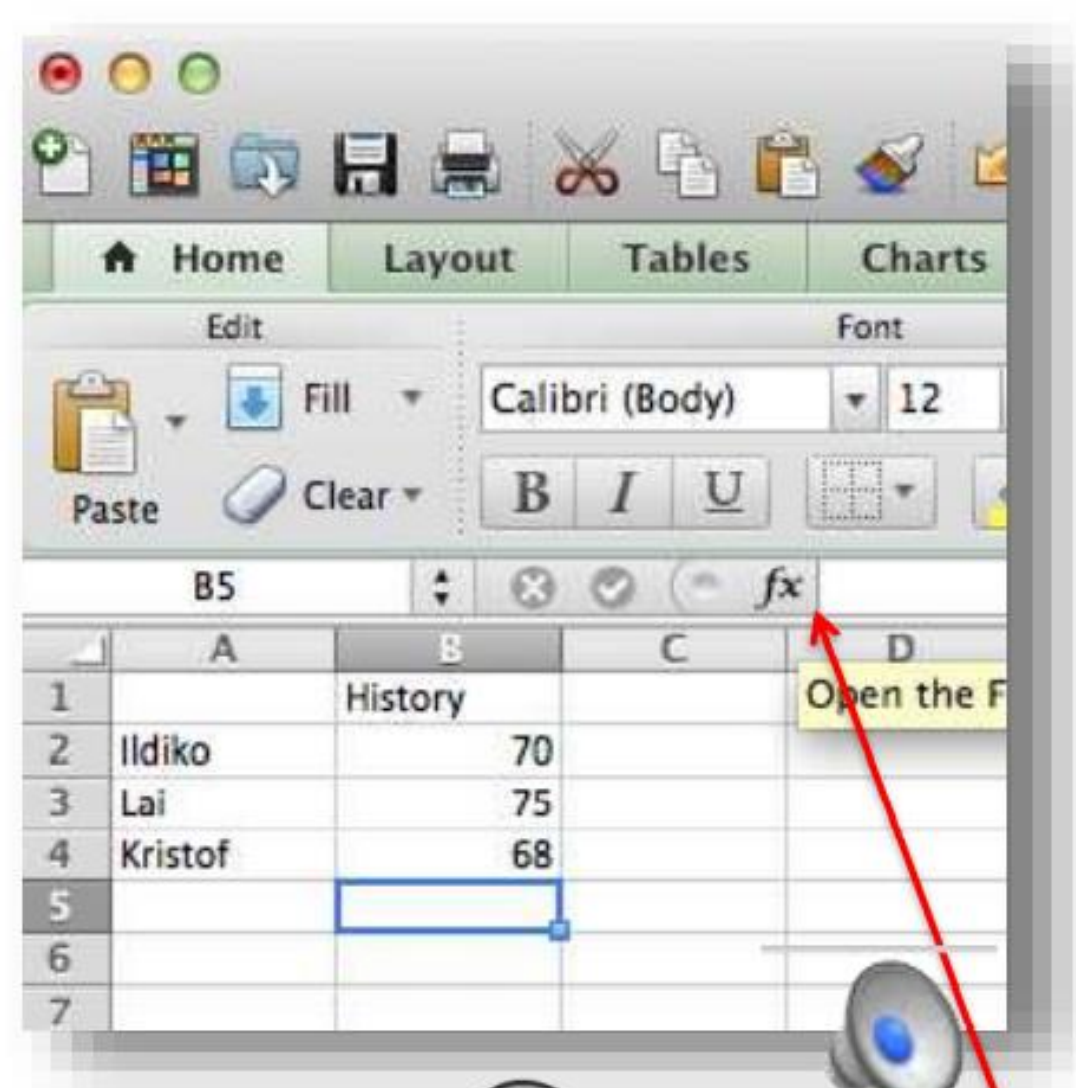 Home Layout Tables Charts
Edit Font
Fill Calibri (Body) 12
Paste Clear B I U
B5 fx
A B C D
1 History Open the F
2 Ildiko 70
3 Lai 75
4 Kristof 68
5
6
7